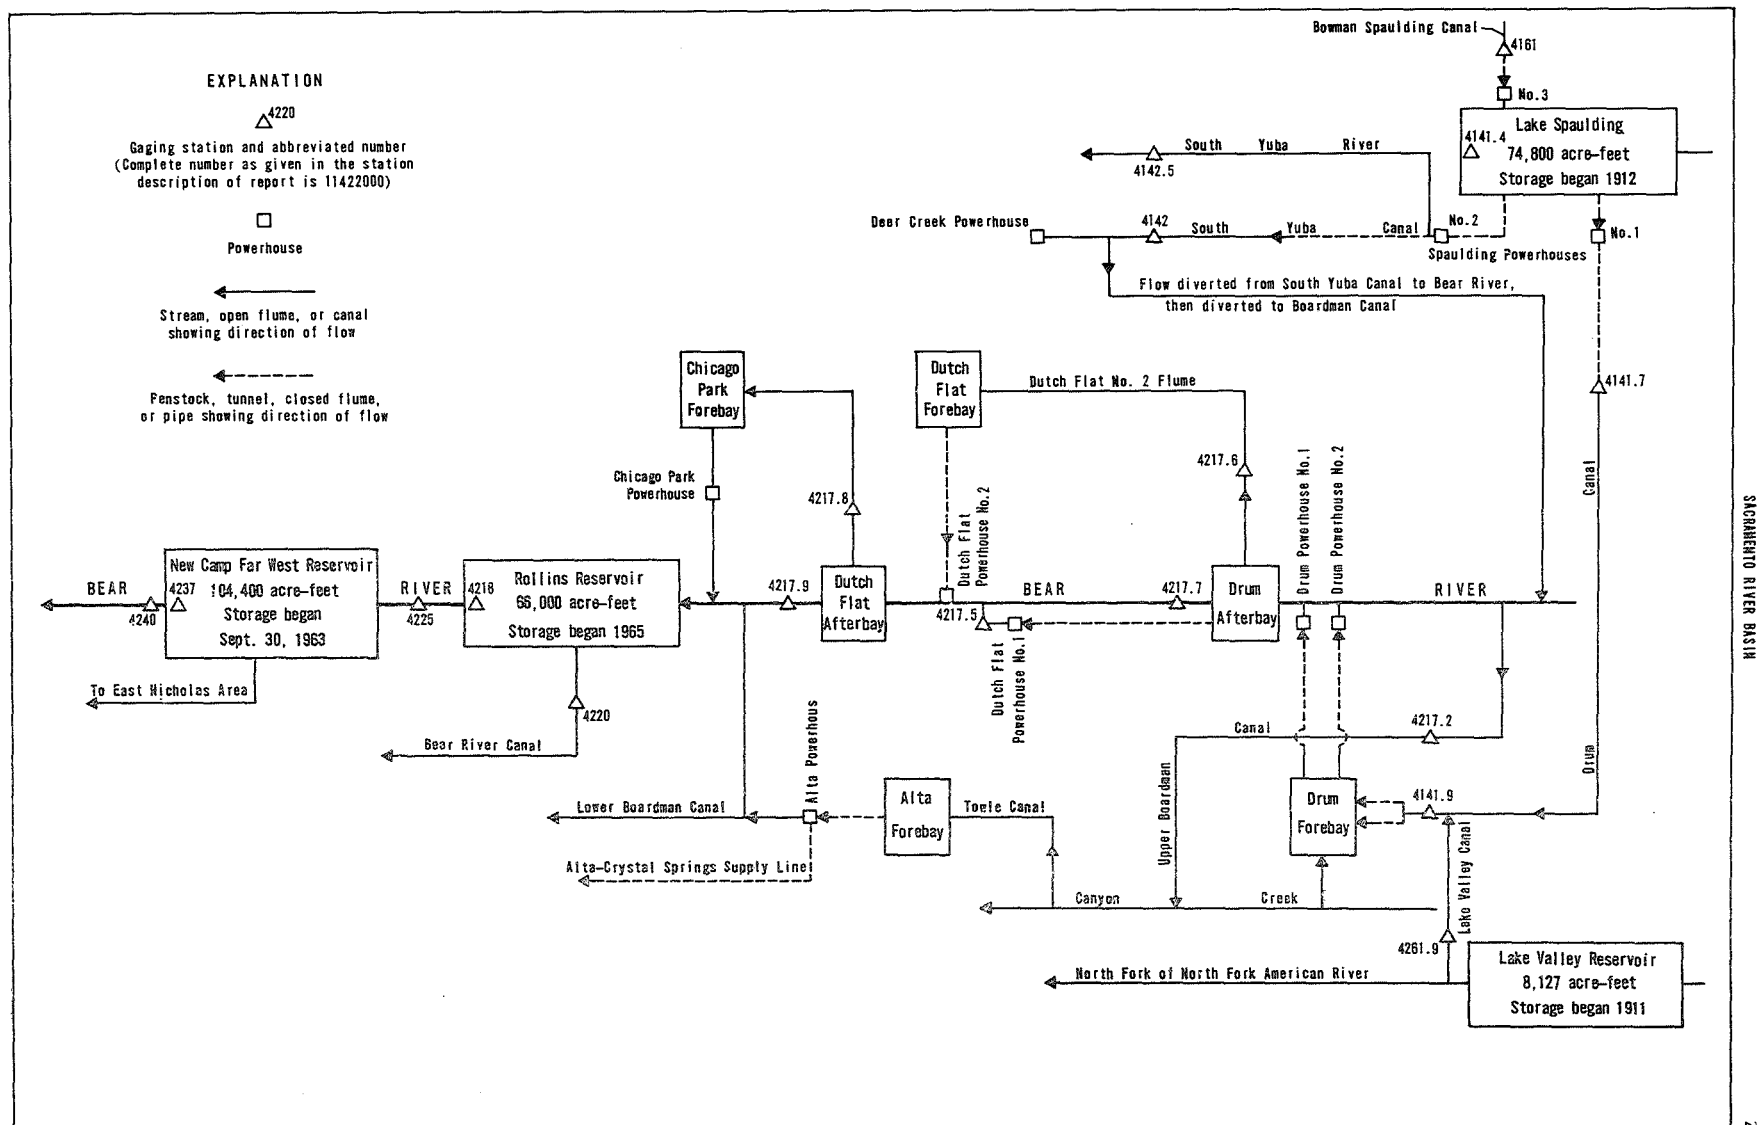 Bowman Spaulding Canal
4161
No.3
EXPLANATION
4220
Gaging station and abbreviated number
(Complete number as given in the station
description of report is 11422000)
Powerhouse
Stream, open flume, or canal
showing direction of flow
Penstock, tunnel, closed flume,
or pipe showing direction of flow
Lake Spaulding
4141.4
74,800 acre-feet
Storage began 1912
South Yuba River
4142.5
Deer Creek Powerhouse
4142
South Yuba Canal
No.2
Spaulding Powerhouses
No.1
Flow diverted from South Yuba Canal to Bear River,
then diverted to Boardman Canal
4141.7
Canal
Drum
Chicago
Park
Forebay
Dutch
Flat
Forebay
Dutch Flat No. 2 Flume
Chicago Park
Powerhouse
4217.8
4217.6
Dutch Flat
Powerhouse No.2
Drum Powerhouse No.1
Drum Powerhouse No.2
BEAR
4240
New Camp Far West Reservoir
4237
104,400 acre-feet
Storage began
Sept. 30, 1963
RIVER
4225
Rollins Reservoir
4218
66,000 acre-feet
Storage began 1965
4217.9
Dutch
Flat
Afterbay
BEAR
4217.5
4217.7
Drum
Afterbay
RIVER
Dutch Flat
Powerhouse No.1
To East Nicholas Area
4220
Bear River Canal
Alta Powerhous
Canal
4217.2
Upper Boardman
Lower Boardman Canal
Alta
Forebay
Towle Canal
Drum
Forebay
4141.9
Alta-Crystal Springs Supply Line
Canyon Creek
Lake Valley Canal
4261.9
North Fork of North Fork American River
Lake Valley Reservoir
8,127 acre-feet
Storage began 1911
SACRAMENTO RIVER BASIN